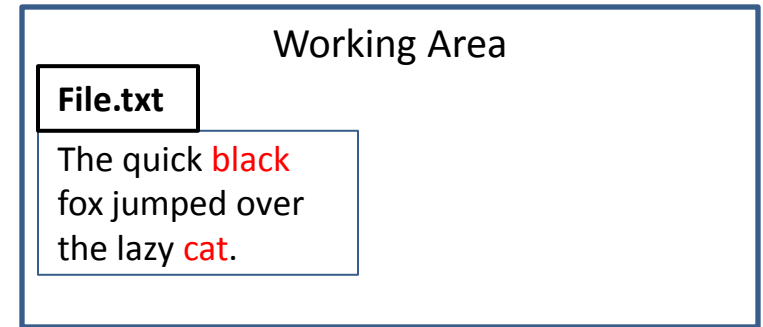 Working Area
File.txt
The quick black
fox jumped over
the lazy cat.